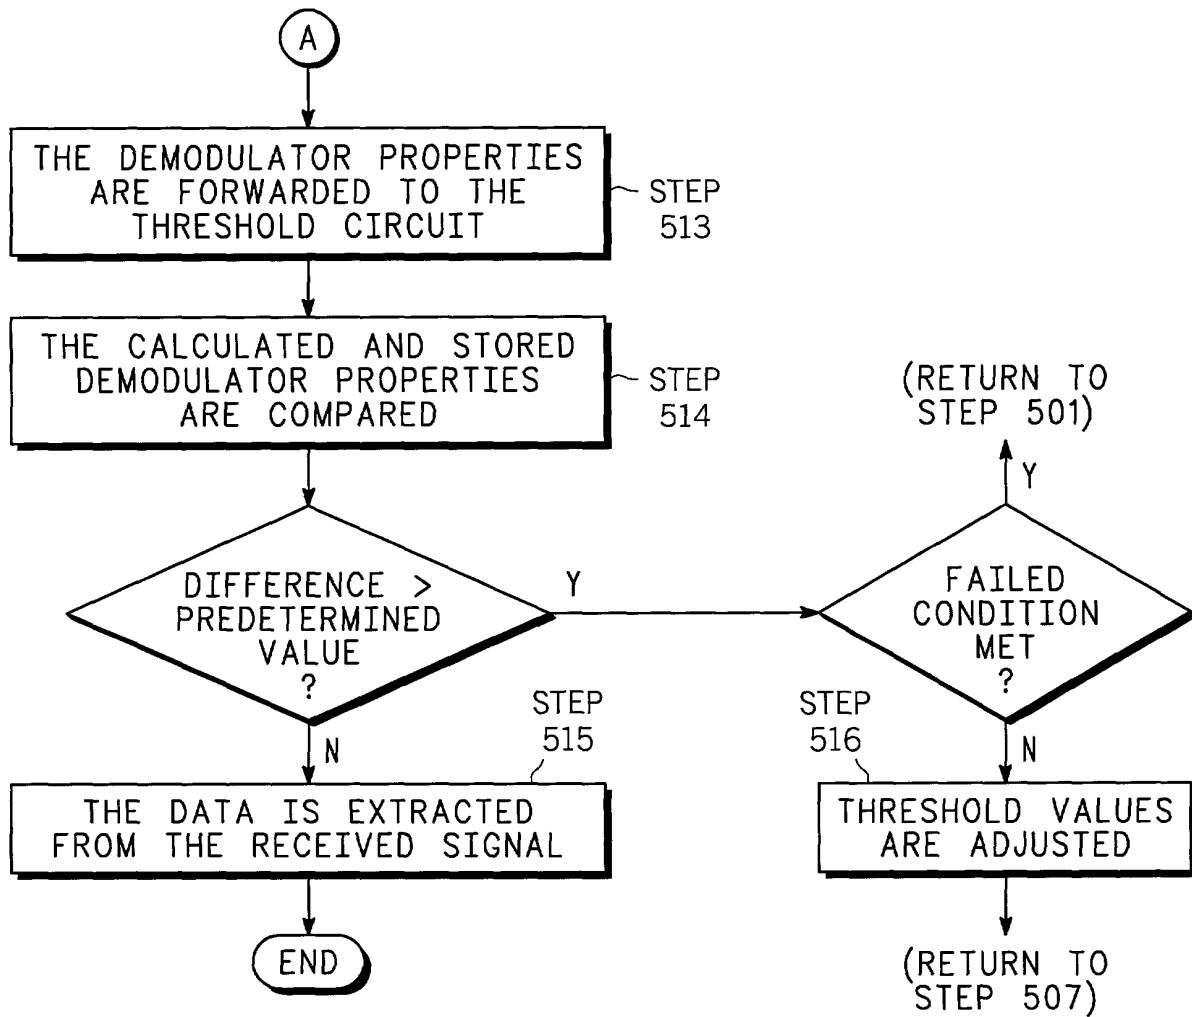 A
THE DEMODULATOR PROPERTIES
ARE FORWARDED TO THE
THRESHOLD CIRCUIT
STEP
513
THE CALCULATED AND STORED
DEMODULATOR PROPERTIES
ARE COMPARED
STEP
514
(RETURN TO
STEP 501)
Y
DIFFERENCE >
PREDETERMINED
VALUE
?
Y
FAILED
CONDITION
MET
?
N
STEP
515
STEP
516
N
THE DATA IS EXTRACTED
FROM THE RECEIVED SIGNAL
THRESHOLD VALUES
ARE ADJUSTED
END
(RETURN TO
STEP 507)